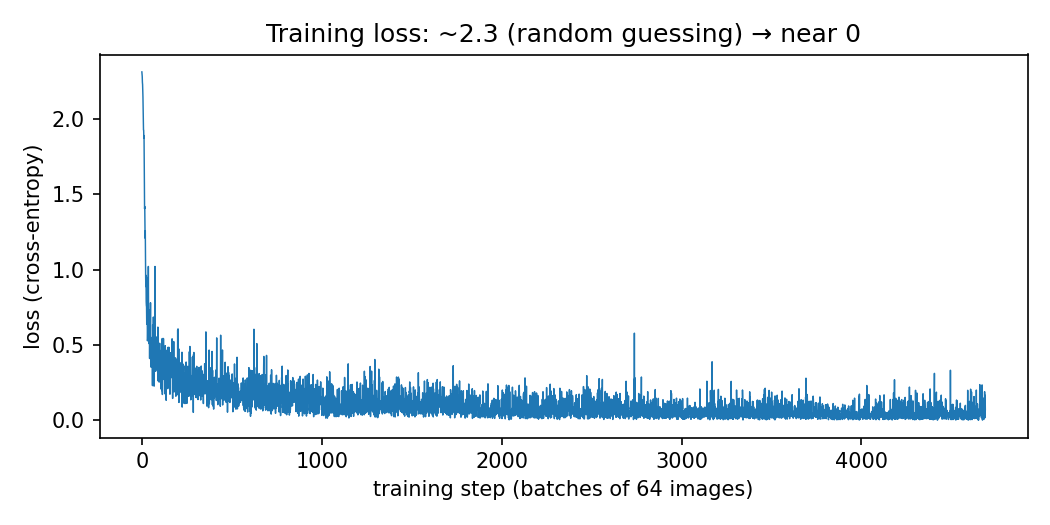 Training loss: ~2.3 (random guessing) → near 0
loss (cross-entropy)
2.0
1.5
1.0
0.5
0.0
0 1000 2000 3000 4000
training step (batches of 64 images)